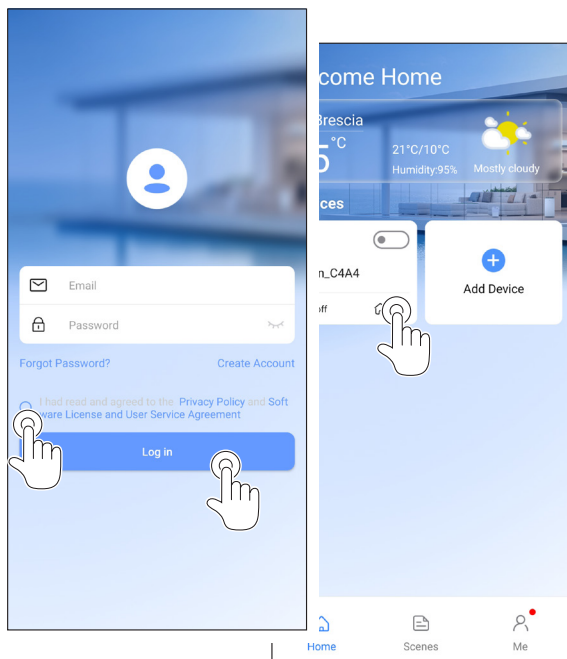 Email
Password
Forgot Password?
Create Account
I had read and agreed to the Privacy Policy and Soft
ware License and User Service Agreement
Log in
come Home
Brescia
5°C
21°C/10°C
Humidity:95%
Mostly cloudy
ces
n_C4A4
off
Add Device
Home
Scenes
Me